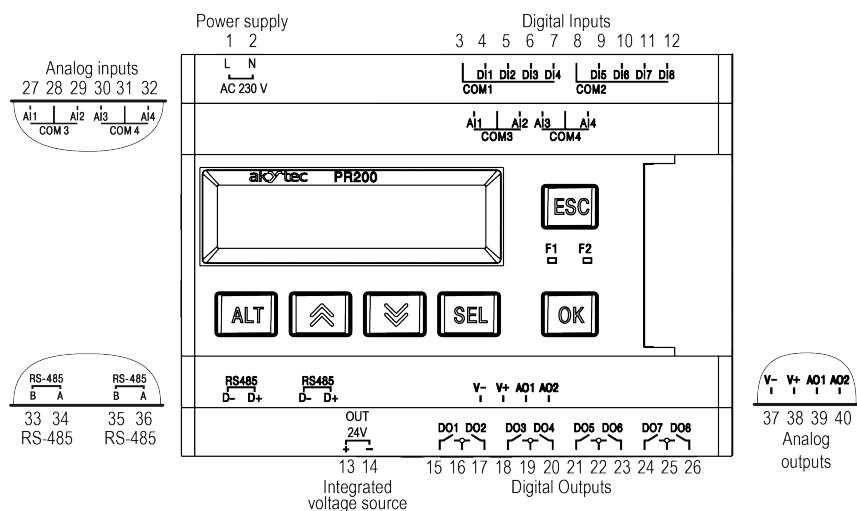 Power supply
Digital Inputs
1 2
3 4 5 6 7 8 9 10 11 12
L N
AC 230 V
DI1 DI2 DI3 DI4
COM1
DI5 DI6 DI7 DI8
COM2
Analog inputs
27 28 29 30 31 32
AI1 AI2 AI3 AI4
COM 3 COM 4
AI1 AI2 AI3 AI4
COM3 COM4
akytec PR200
ESC
F1 F2
ALT
SEL
OK
RS-485 RS-485
B A B A
33 34 35 36
RS-485 RS-485
RS485 RS485
D- D+ D- D+
V- V+ AO1 AO2
OUT
24V
+ -
13 14
Integrated
voltage source
DO1 DO2 DO3 DO4 DO5 DO6 DO7 DO8
15 16 17 18 19 20 21 22 23 24 25 26
Digital Outputs
V- V+ AO1 AO2
37 38 39 40
Analog
outputs